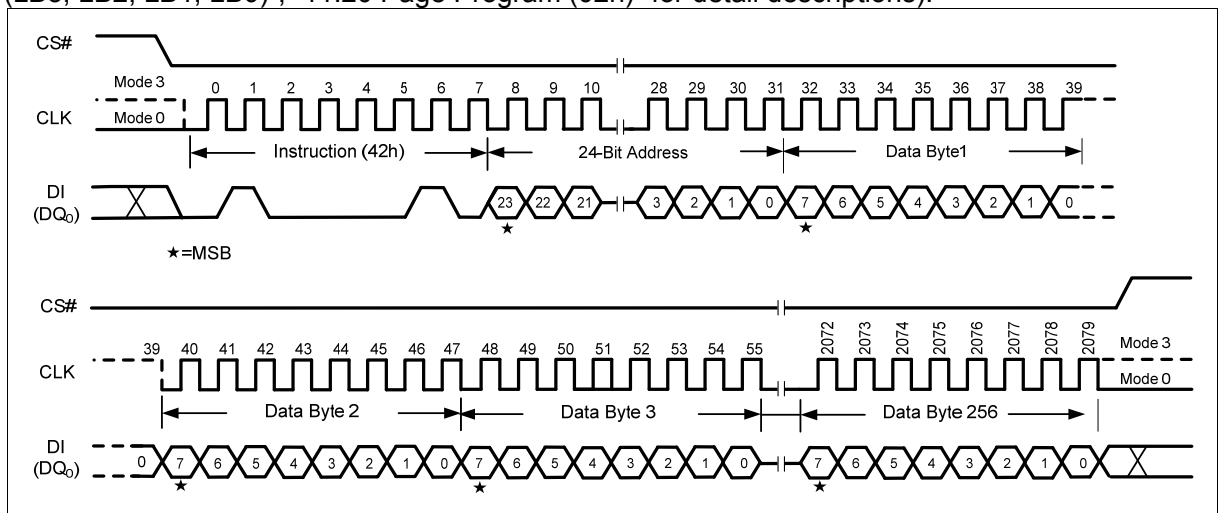 (LB3, LB2, LB1, LB0) , "11.20 Page Program (02h)" for detail descriptions).
CS#
Mode 3
0 1 2 3 4 5 6 7 8 9 10 28 29 30 31 32 33 34 35 36 37 38 39
CLK
Mode 0
Instruction (42h) 24-Bit Address Data Byte1
DI
(DQ0)
23 22 21 3 2 1 0 7 6 5 4 3 2 1 0
★ ★
★=MSB
CS#
39 40 41 42 43 44 45 46 47 48 49 50 51 52 53 54 55 2072 2073 2074 2075 2076 2077 2078 2079
Mode 3
CLK
Mode 0
Data Byte 2 Data Byte 3 Data Byte 256
DI
(DQ0)
0 7 6 5 4 3 2 1 0 7 6 5 4 3 2 1 0 7 6 5 4 3 2 1 0
★ ★ ★